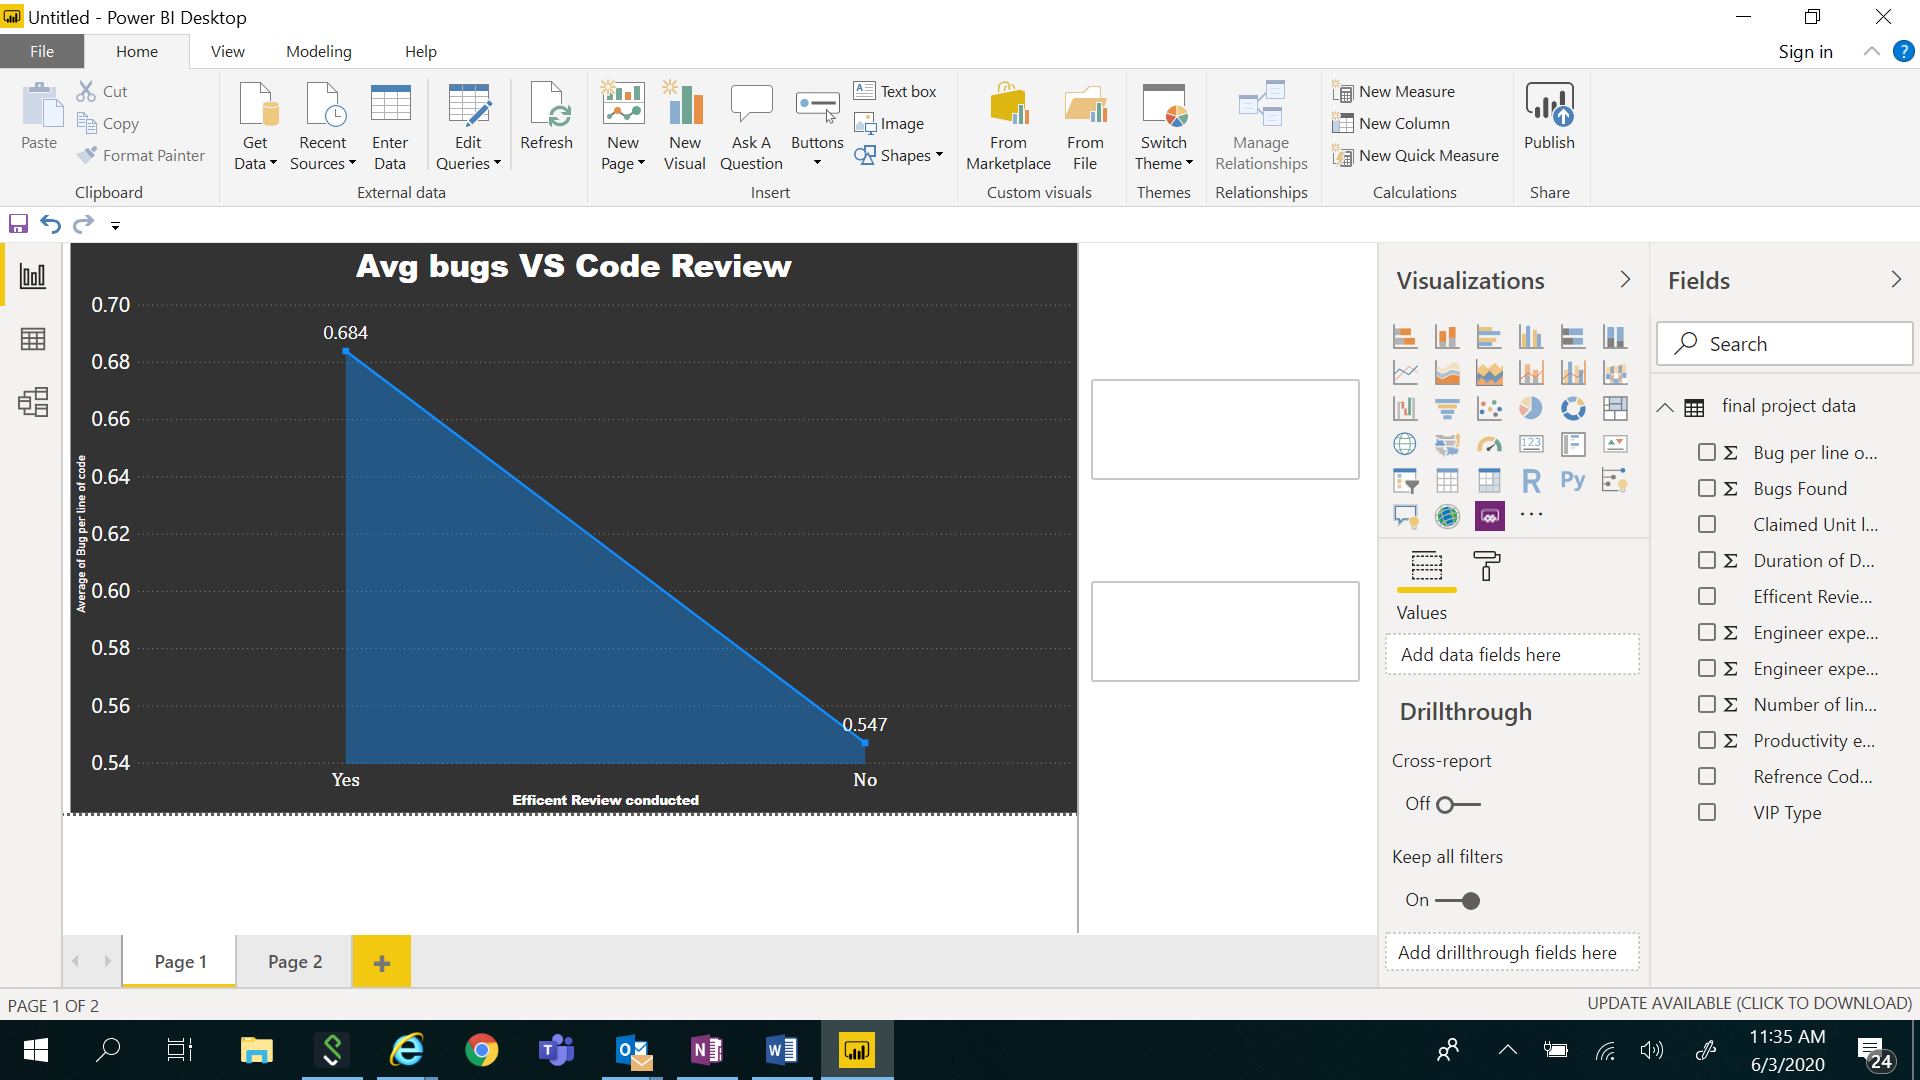 Untitled - Power BI Desktop
File
Home
View
Modeling
Help
Sign in
?
Paste
Cut
Copy
Format Painter
Clipboard
Get
Data
Recent
Sources
Enter
Data
Edit
Queries
Refresh
External data
New
Page
New
Visual
Ask A
Question
Buttons
Text box
Image
Shapes
Insert
From
Marketplace
From
File
Custom visuals
Switch
Theme
Themes
Manage
Relationships
Relationships
New Measure
New Column
New Quick Measure
Calculations
Publish
Share
Avg bugs VS Code Review
Average of Bug per line of code
0.70
0.68
0.66
0.64
0.62
0.60
0.58
0.56
0.54
0.684
0.547
Yes
No
Efficent Review conducted
Visualizations
123
R
Py
...
Values
Add data fields here
Drillthrough
Cross-report
Off
Keep all filters
On
Add drillthrough fields here
Fields
Search
final project data
Σ Bug per line o...
Σ Bugs Found
Claimed Unit l...
Σ Duration of D...
Efficent Revie...
Σ Engineer expe...
Σ Engineer expe...
Σ Number of lin...
Σ Productivity e...
Refrence Cod...
VIP Type
Page 1
Page 2
+
PAGE 1 OF 2
UPDATE AVAILABLE (CLICK TO DOWNLOAD)
11:35 AM
6/3/2020
24